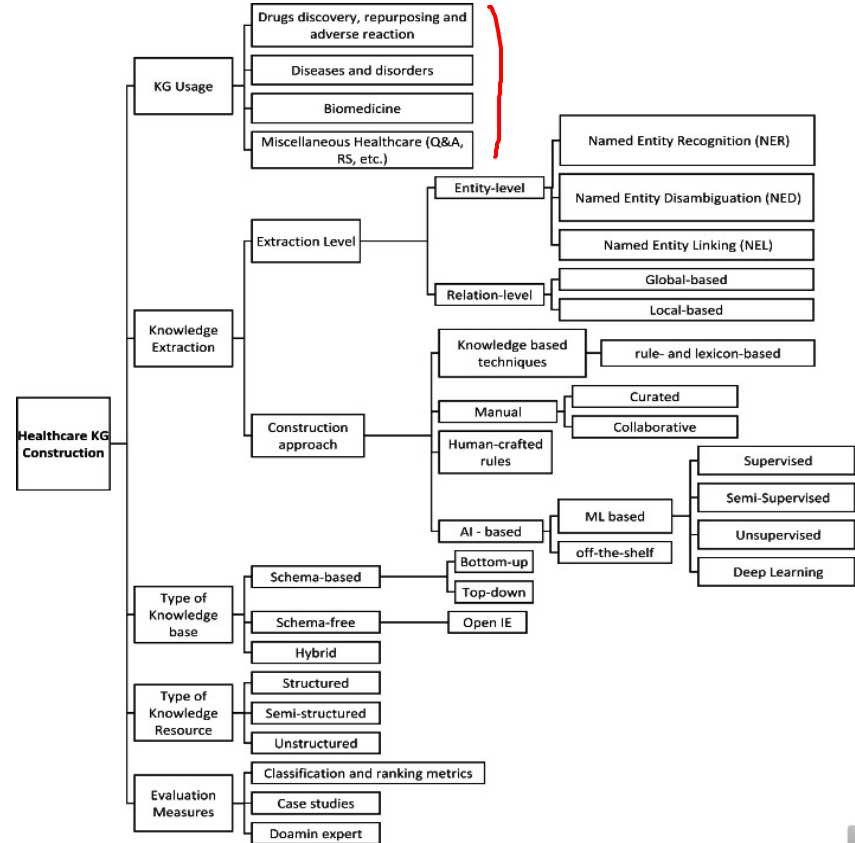 Drugs discovery, repurposing and
adverse reaction
KG Usage
Diseases and disorders
Biomedicine
Miscellaneous Healthcare (Q&A,
RS, etc.)
Named Entity Recognition (NER)
Entity-level
Named Entity Disambiguation (NED)
Extraction Level
Named Entity Linking (NEL)
Global-based
Relation-level
Local-based
Knowledge
Extraction
Knowledge based
techniques
rule- and lexicon-based
Curated
Manual
Collaborative
Construction
approach
Human-crafted
rules
Healthcare KG
Construction
Supervised
ML based
Semi-Supervised
AI - based
Unsupervised
off-the-shelf
Deep Learning
Bottom-up
Schema-based
Top-down
Type of
Knowledge
base
Schema-free
Open IE
Hybrid
Structured
Type of
Knowledge
Resource
Semi-structured
Unstructured
Classification and ranking metrics
Evaluation
Measures
Case studies
Doamin expert